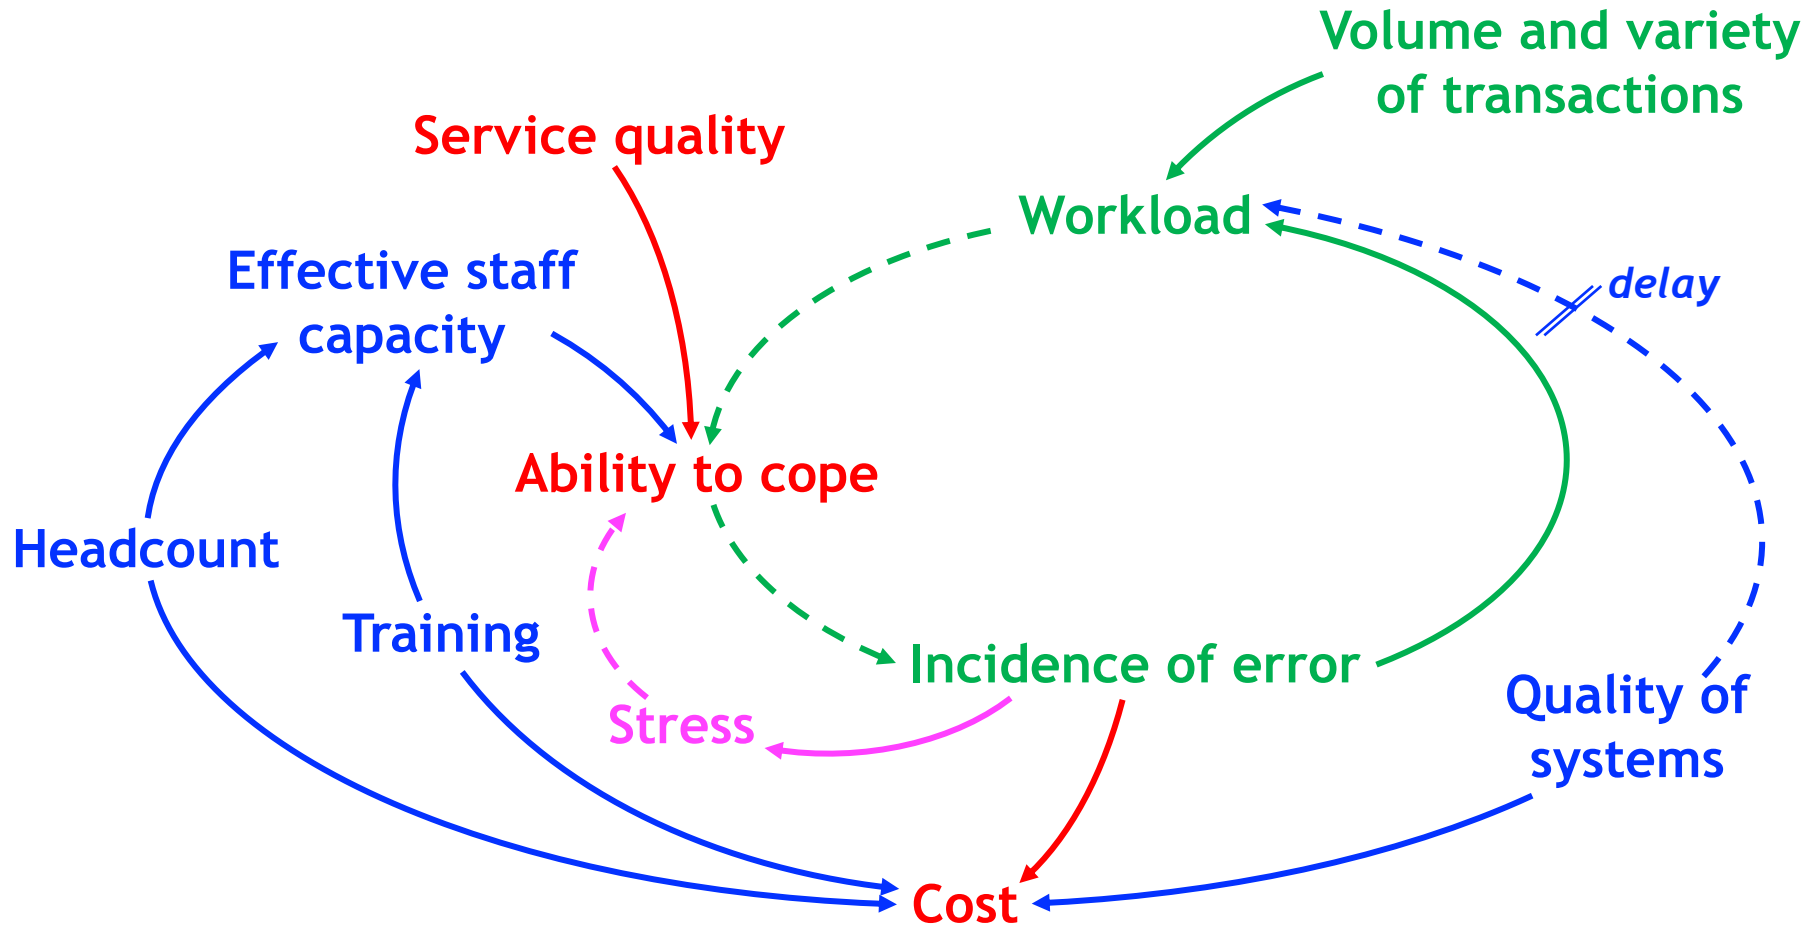 Volume and variety
of transactions
Service quality
Workload
Effective staff
capacity
delay
Ability to cope
Headcount
Training
Incidence of error
Stress
Quality of
systems
Cost